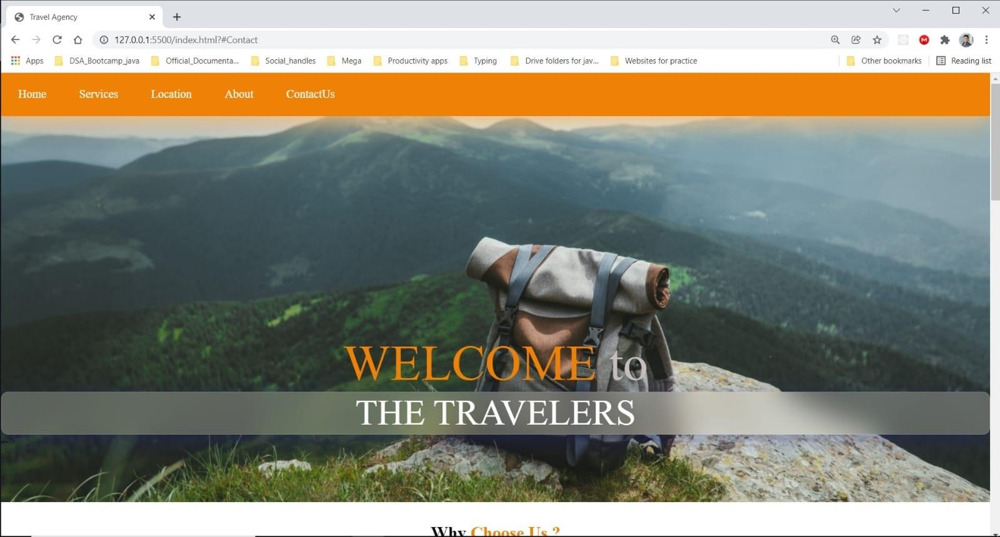 Travel Agency
127.0.0.1:5500/index.html?#Contact
Apps DSA_Bootcamp_java Official_Documenta... Social_handles Mega Productivity apps Typing Drive folders for jav... Websites for practice Other bookmarks Reading list
Home Services Location About ContactUs
WELCOME to
THE TRAVELERS
-->
Why Choose Us ?